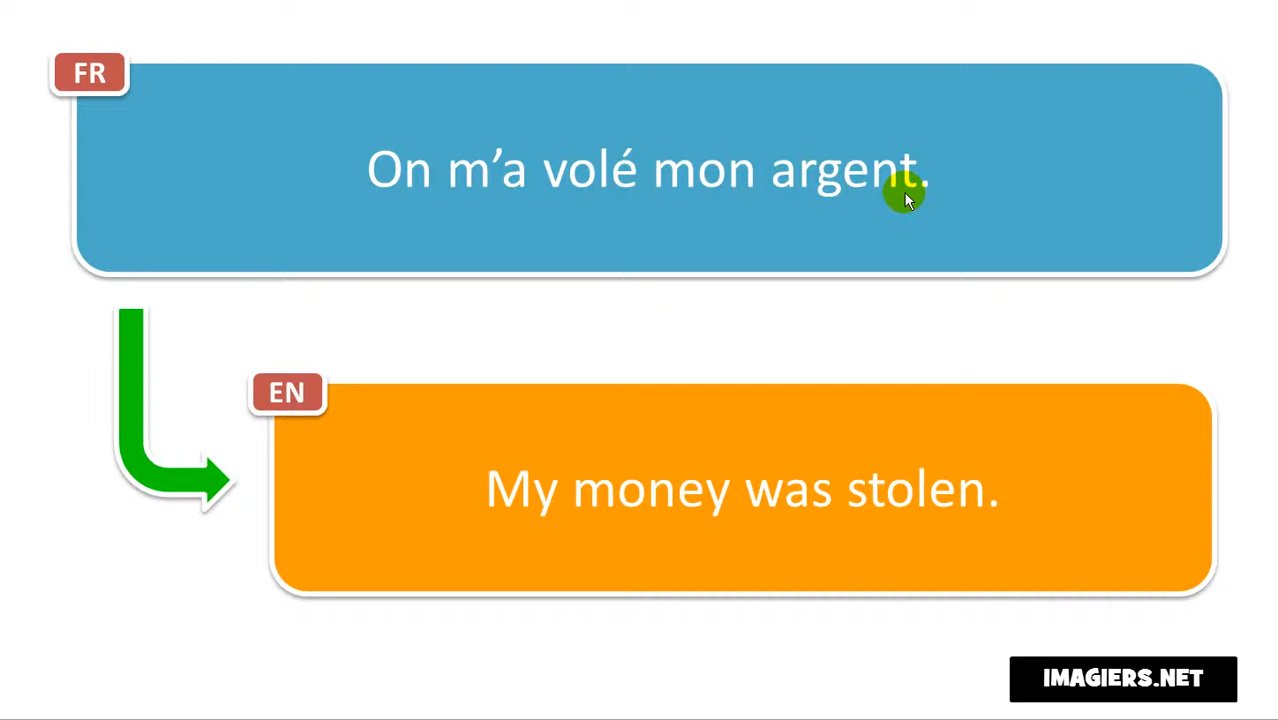 FR
On m’a volé mon argent.
EN
My money was stolen.
IMAGIERS.NET